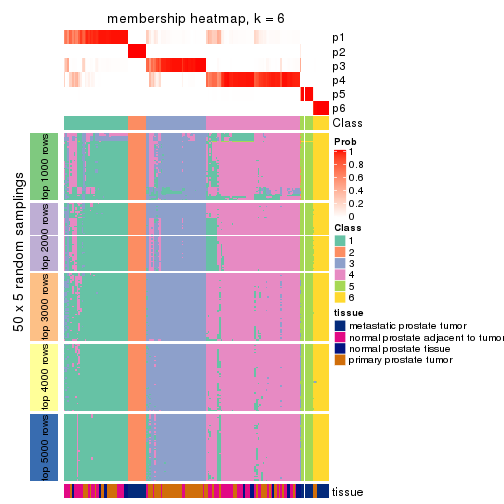 membership heatmap, k = 6
p1
p2
p3
p4
p5
p6
Class
50 x 5 random samplings
top 1000 rows
top 2000 rows
top 3000 rows
top 4000 rows
top 5000 rows
Prob
1
0.8
0.6
0.4
0.2
0
Class
1
2
3
4
5
6
tissue
metastatic prostate tumor
normal prostate adjacent to tumor
normal prostate tissue
primary prostate tumor
tissue